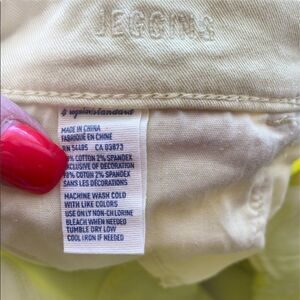 JEGGINS
MADE IN CHINA
FABRIQUÉ EN CHINE
RN 54485 CA 03873
8% COTTON 2% SPANDEX
EXCLUSIVE OF DECORATION
98% COTON 2% SPANDEX
SANS LES DÉCORATIONS
MACHINE WASH COLD
WITH LIKE COLORS
USE ONLY NON-CHLORINE
BLEACH WHEN NEEDED
TUMBLE DRY LOW
COOL IRON IF NEEDED